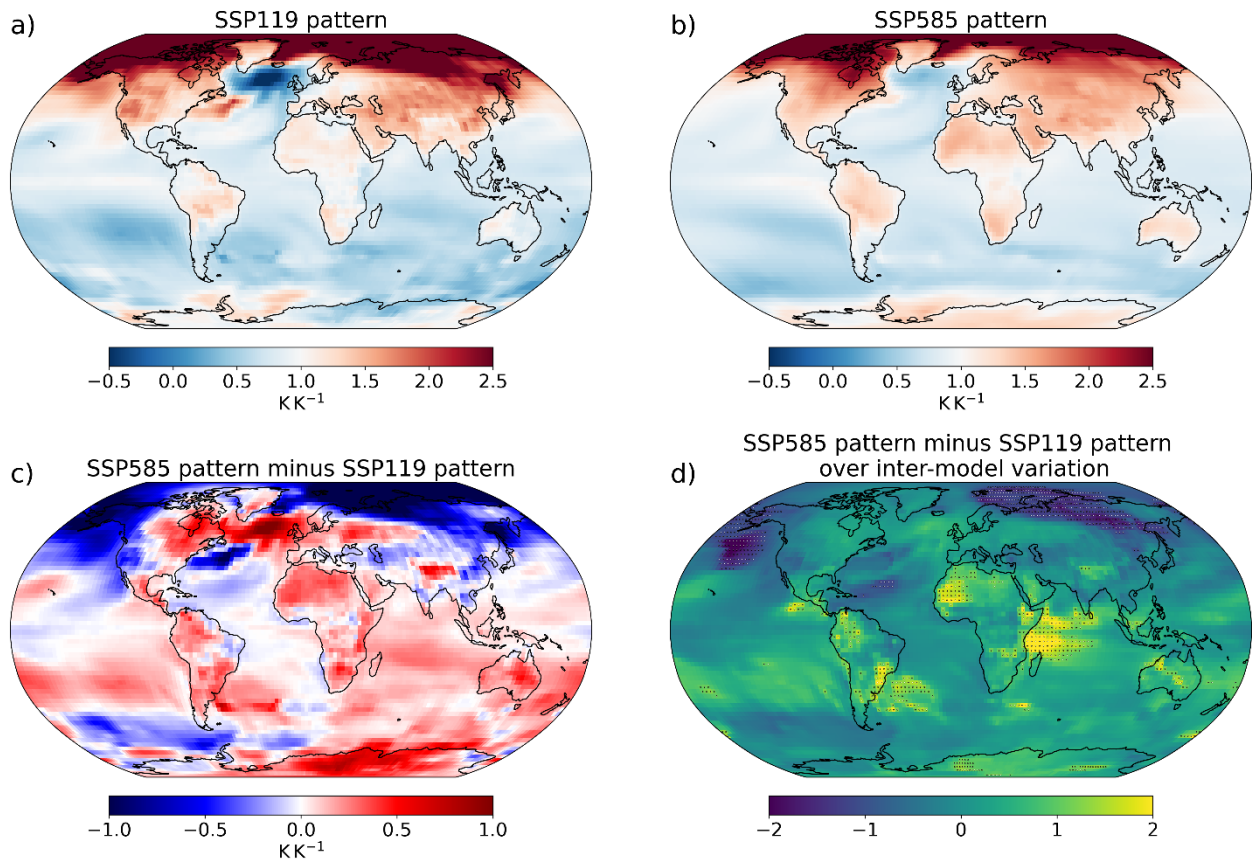 a) SSP119 pattern
b) SSP585 pattern
−0.5 0.0 0.5 1.0 1.5 2.0 2.5
K K⁻¹
−0.5 0.0 0.5 1.0 1.5 2.0 2.5
K K⁻¹
c) SSP585 pattern minus SSP119 pattern
d) SSP585 pattern minus SSP119 pattern
over inter-model variation
−1.0 −0.5 0.0 0.5 1.0
K K⁻¹
−2 −1 0 1 2